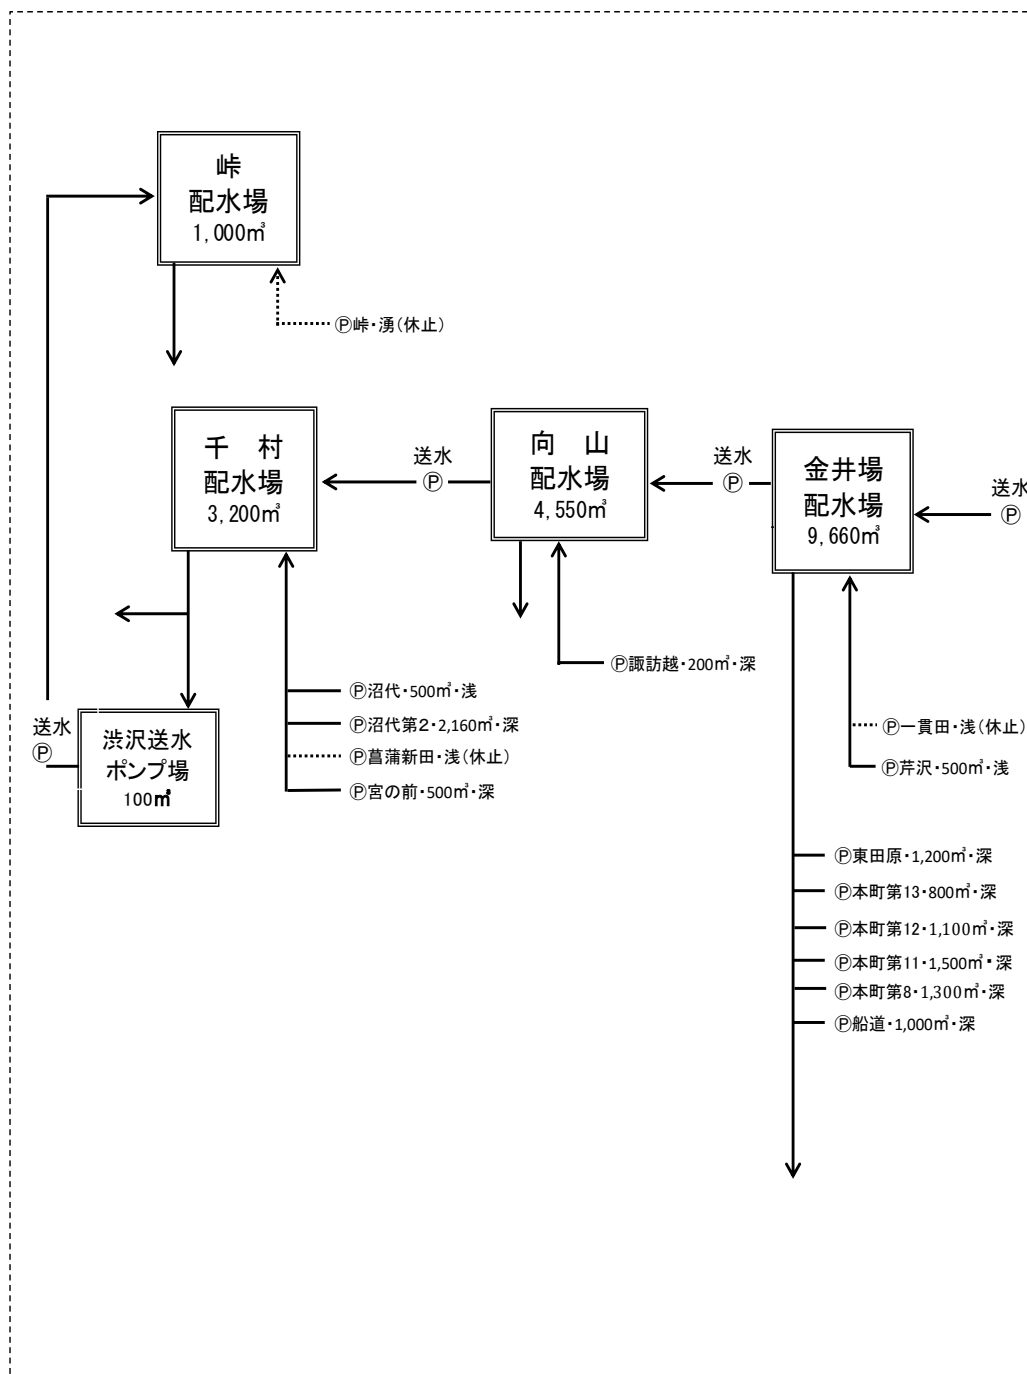 峠
配水場
1,000㎥
Ⓟ峠・湧(休止)
千　村
配水場
3,200㎥
送水
Ⓟ
向　山
配水場
4,550㎥
送水
Ⓟ
金井場
配水場
9,660㎥
送水
Ⓟ
Ⓟ諏訪越・200㎥・深
Ⓟ沼代・500㎥・浅
Ⓟ沼代第2・2,160㎥・深
Ⓟ菖蒲新田・浅(休止)
Ⓟ宮の前・500㎥・深
送水
Ⓟ
渋沢送水
ポンプ場
100㎥
Ⓟ一貫田・浅(休止)
Ⓟ芹沢・500㎥・浅
Ⓟ東田原・1,200㎥・深
Ⓟ本町第13・800㎥・深
Ⓟ本町第12・1,100㎥・深
Ⓟ本町第11・1,500㎥・深
Ⓟ本町第8・1,300㎥・深
Ⓟ船道・1,000㎥・深